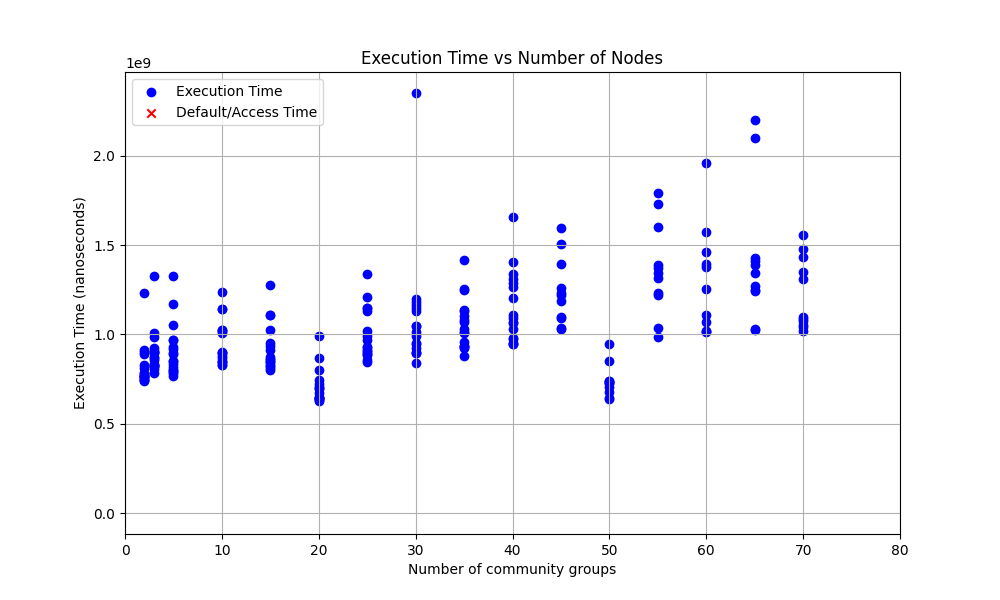 Execution Time vs Number of Nodes
1e9
Execution Time
Default/Access Time
2.0
1.5
1.0
0.5
0.0
Execution Time (nanoseconds)
0 10 20 30 40 50 60 70 80
Number of community groups